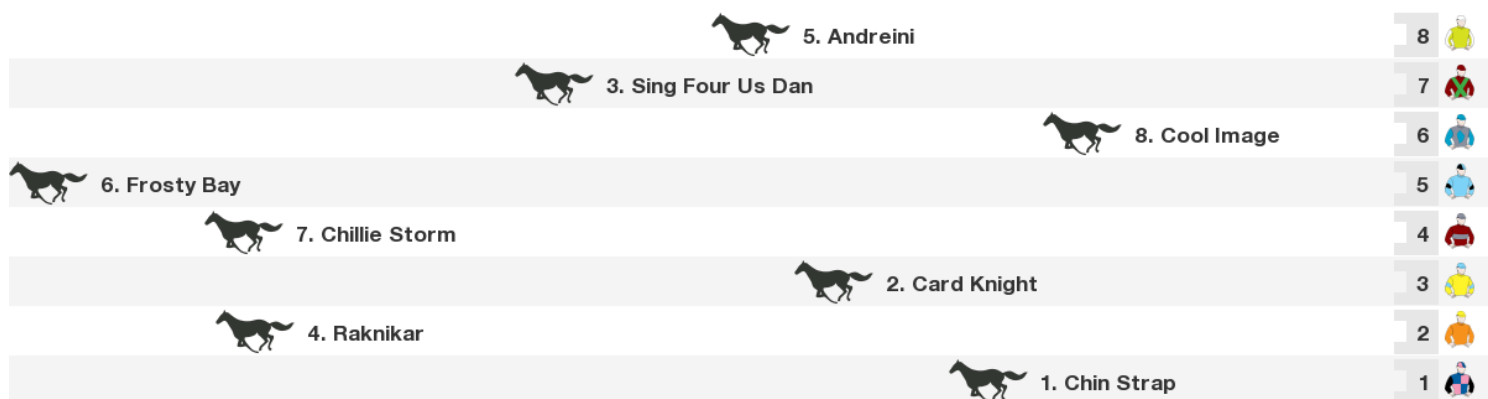 5. Andreini 8
3. Sing Four Us Dan 7
8. Cool Image 6
6. Frosty Bay 5
7. Chillie Storm 4
2. Card Knight 3
4. Raknikar 2
1. Chin Strap 1